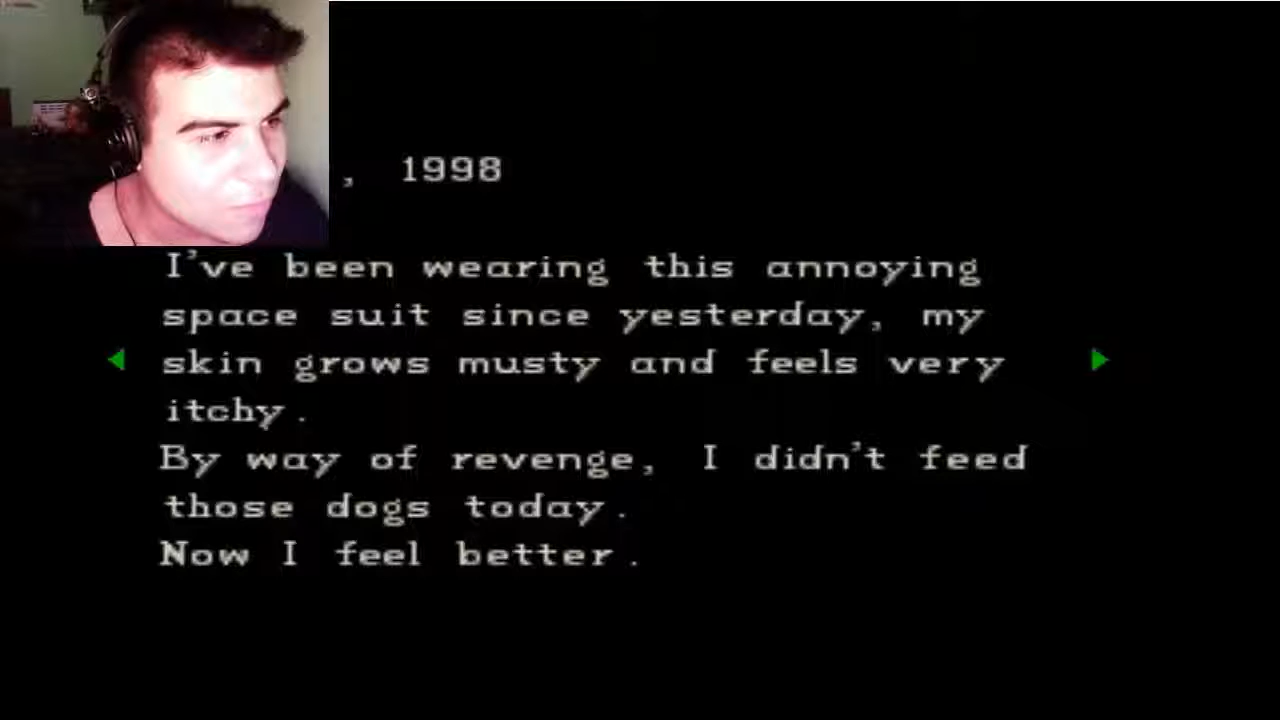 , 1998
I've been wearing this annoying
space suit since yesterday, my
skin grows musty and feels very
itchy.
By way of revenge, I didn't feed
those dogs today.
Now I feel better.